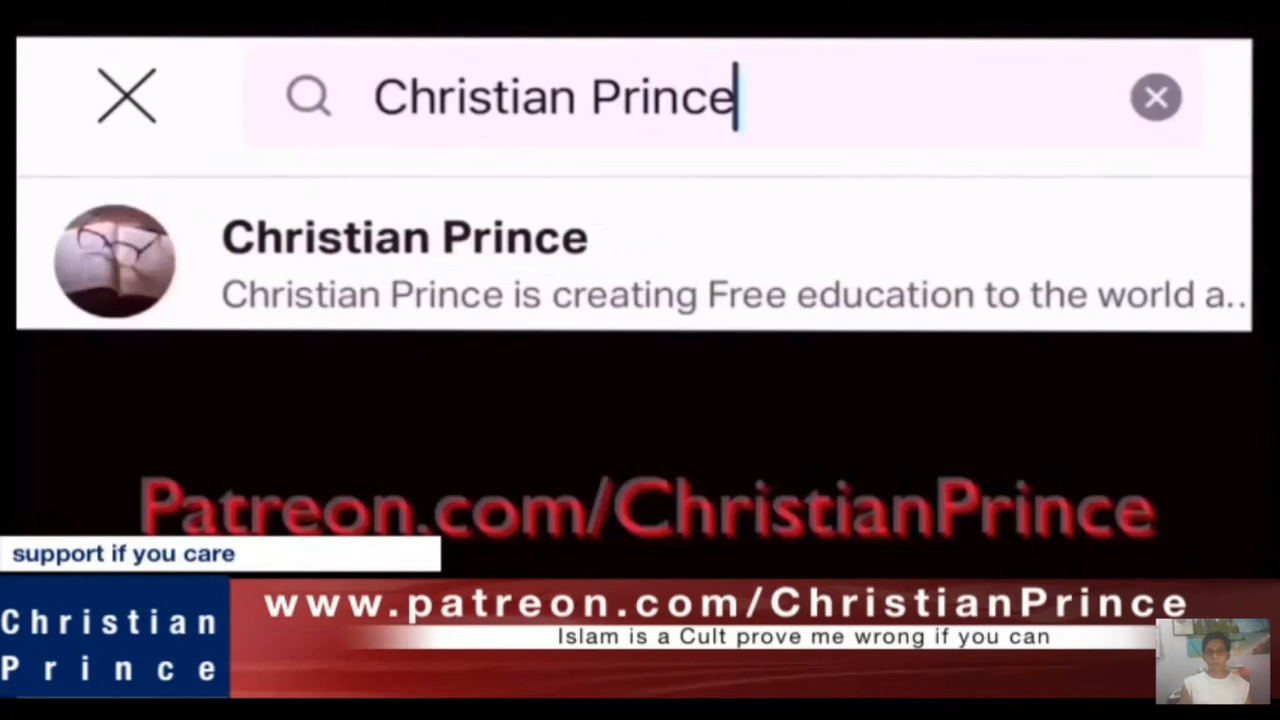 Christian Prince
Christian Prince
Christian Prince is creating Free education to the world a..
Patreon.com/ChristianPrince
support if you care
Christian
Prince
www.patreon.com/ChristianPrince
Islam is a Cult prove me wrong if you can